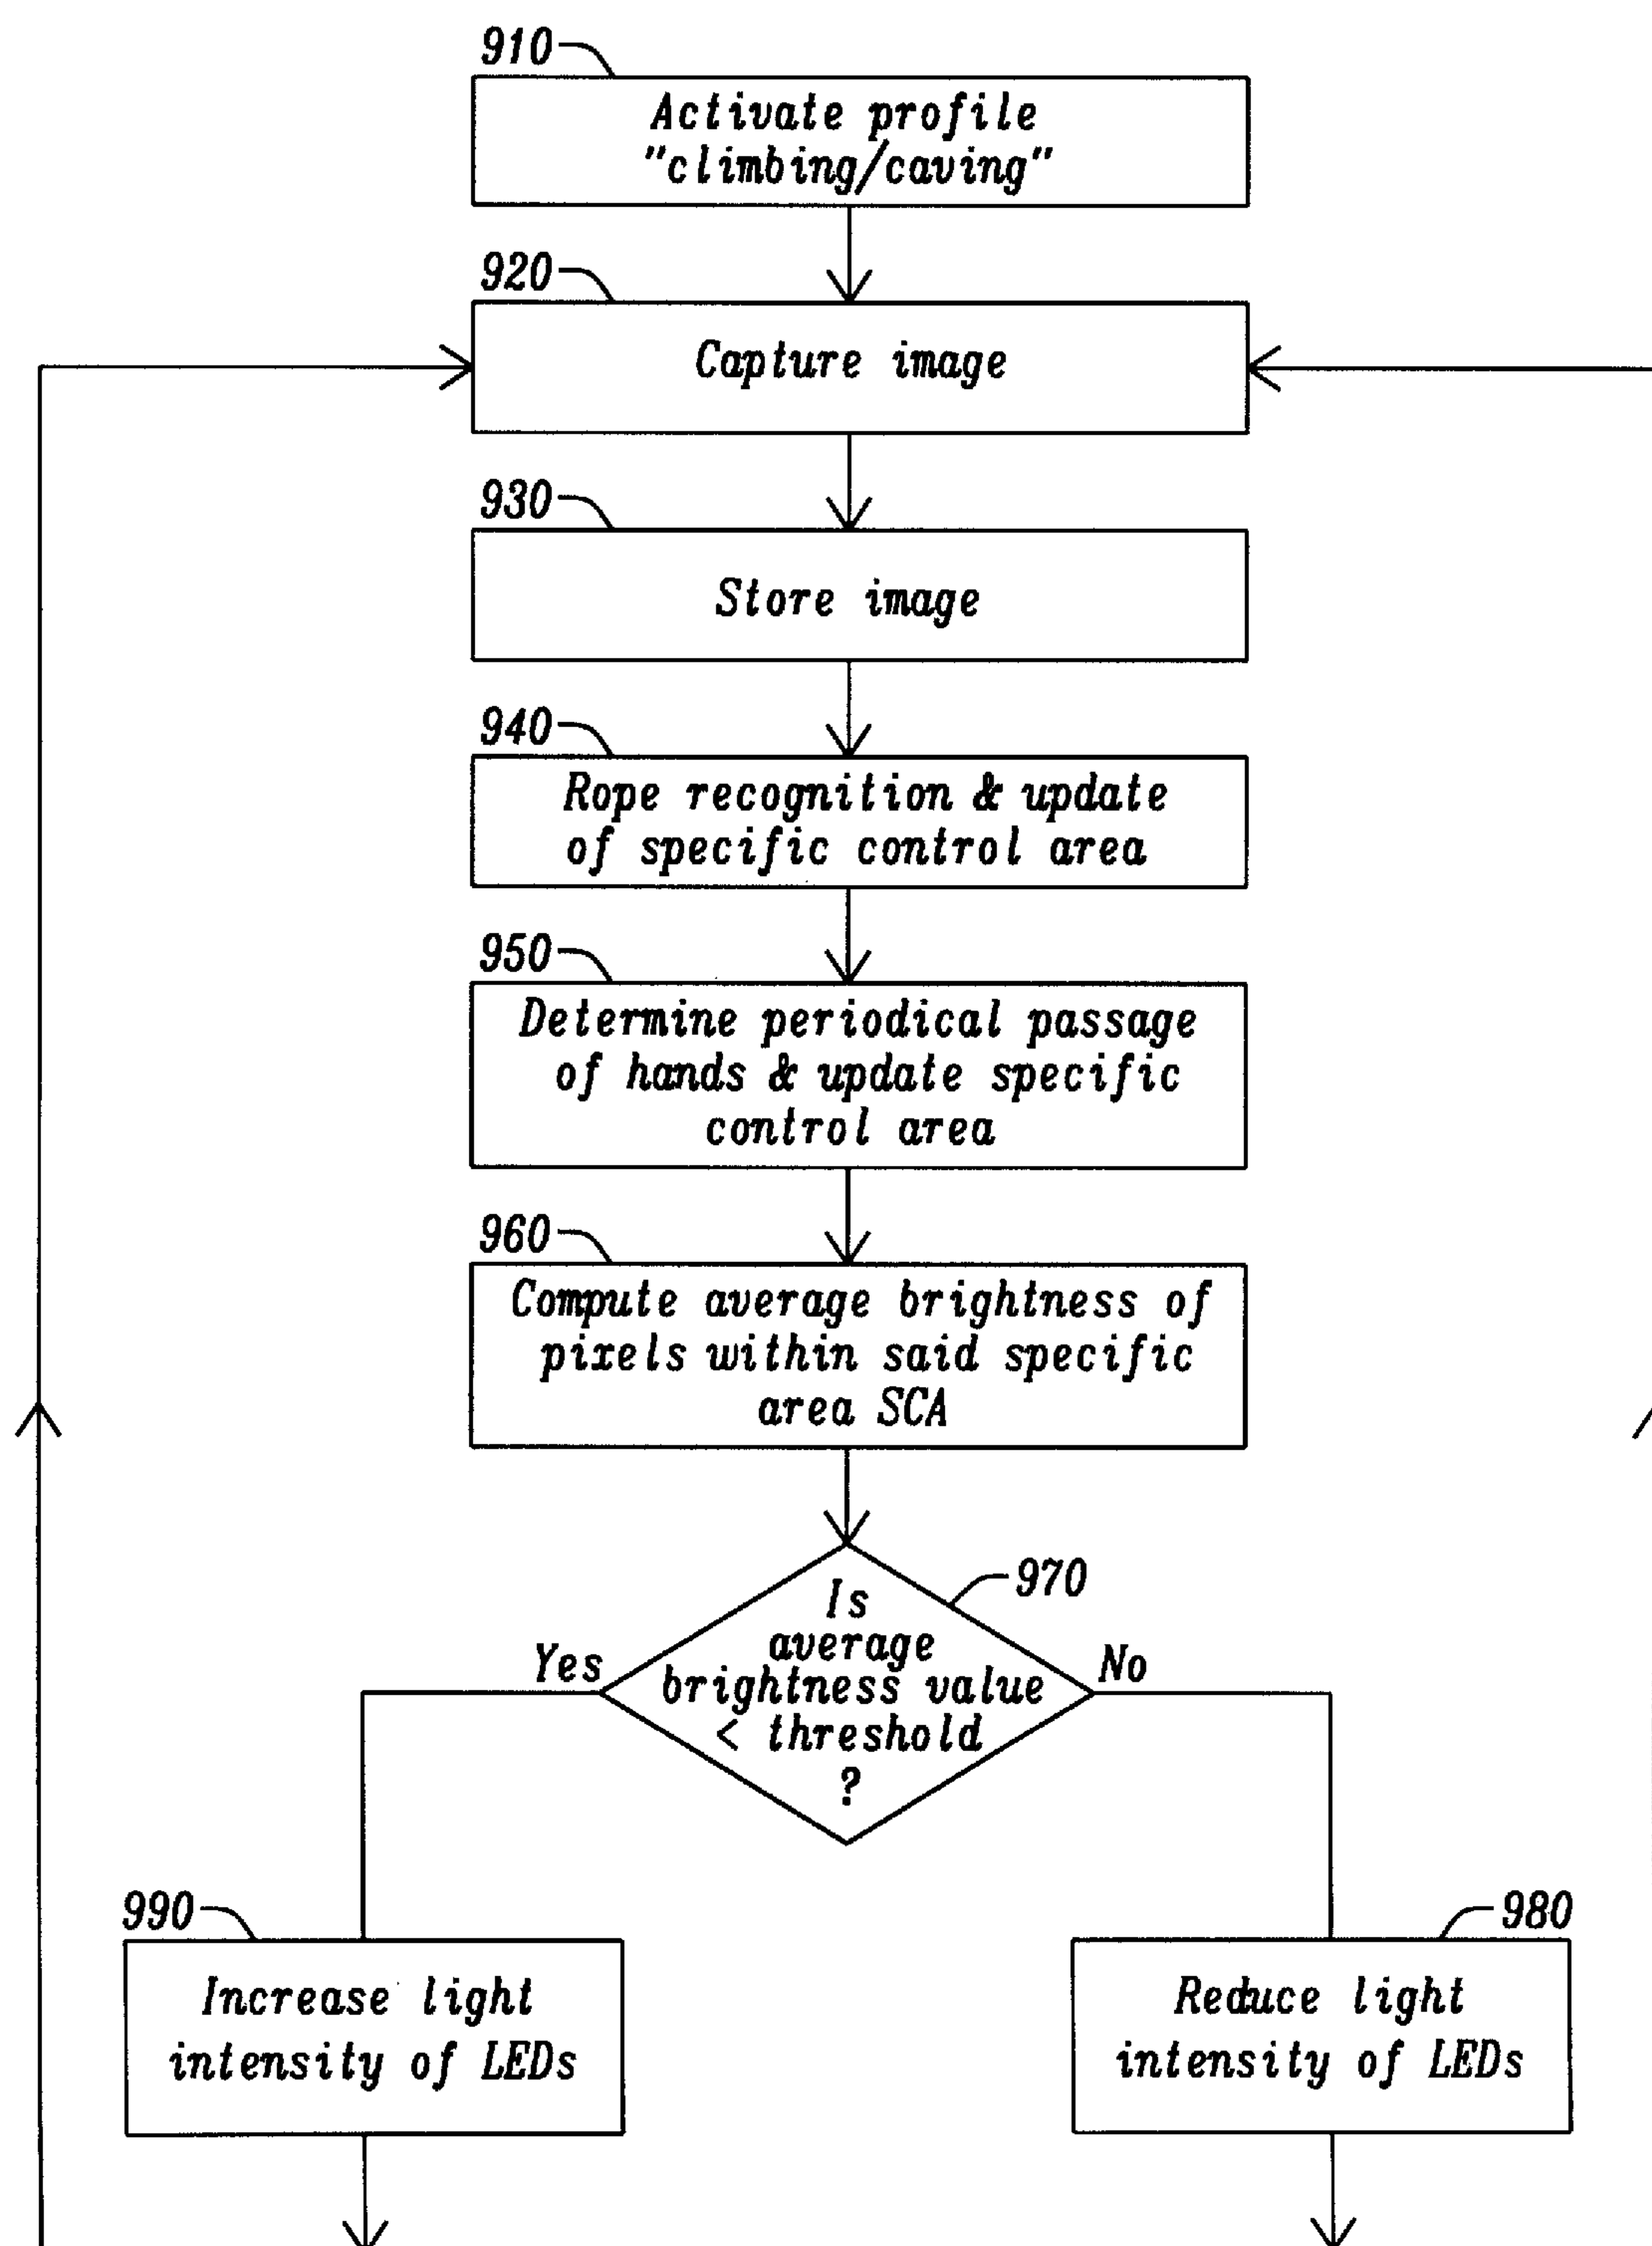 910
Activate profile
"climbing/caving"
920
Capture image
930
Store image
940
Rope recognition & update
of specific control area
950
Determine periodical passage
of hands & update specific
control area
960
Compute average brightness of
pixels within said specific
area SCA
970
Is
average
brightness value
< threshold
?
Yes
No
990
Increase light
intensity of LEDs
980
Reduce light
intensity of LEDs